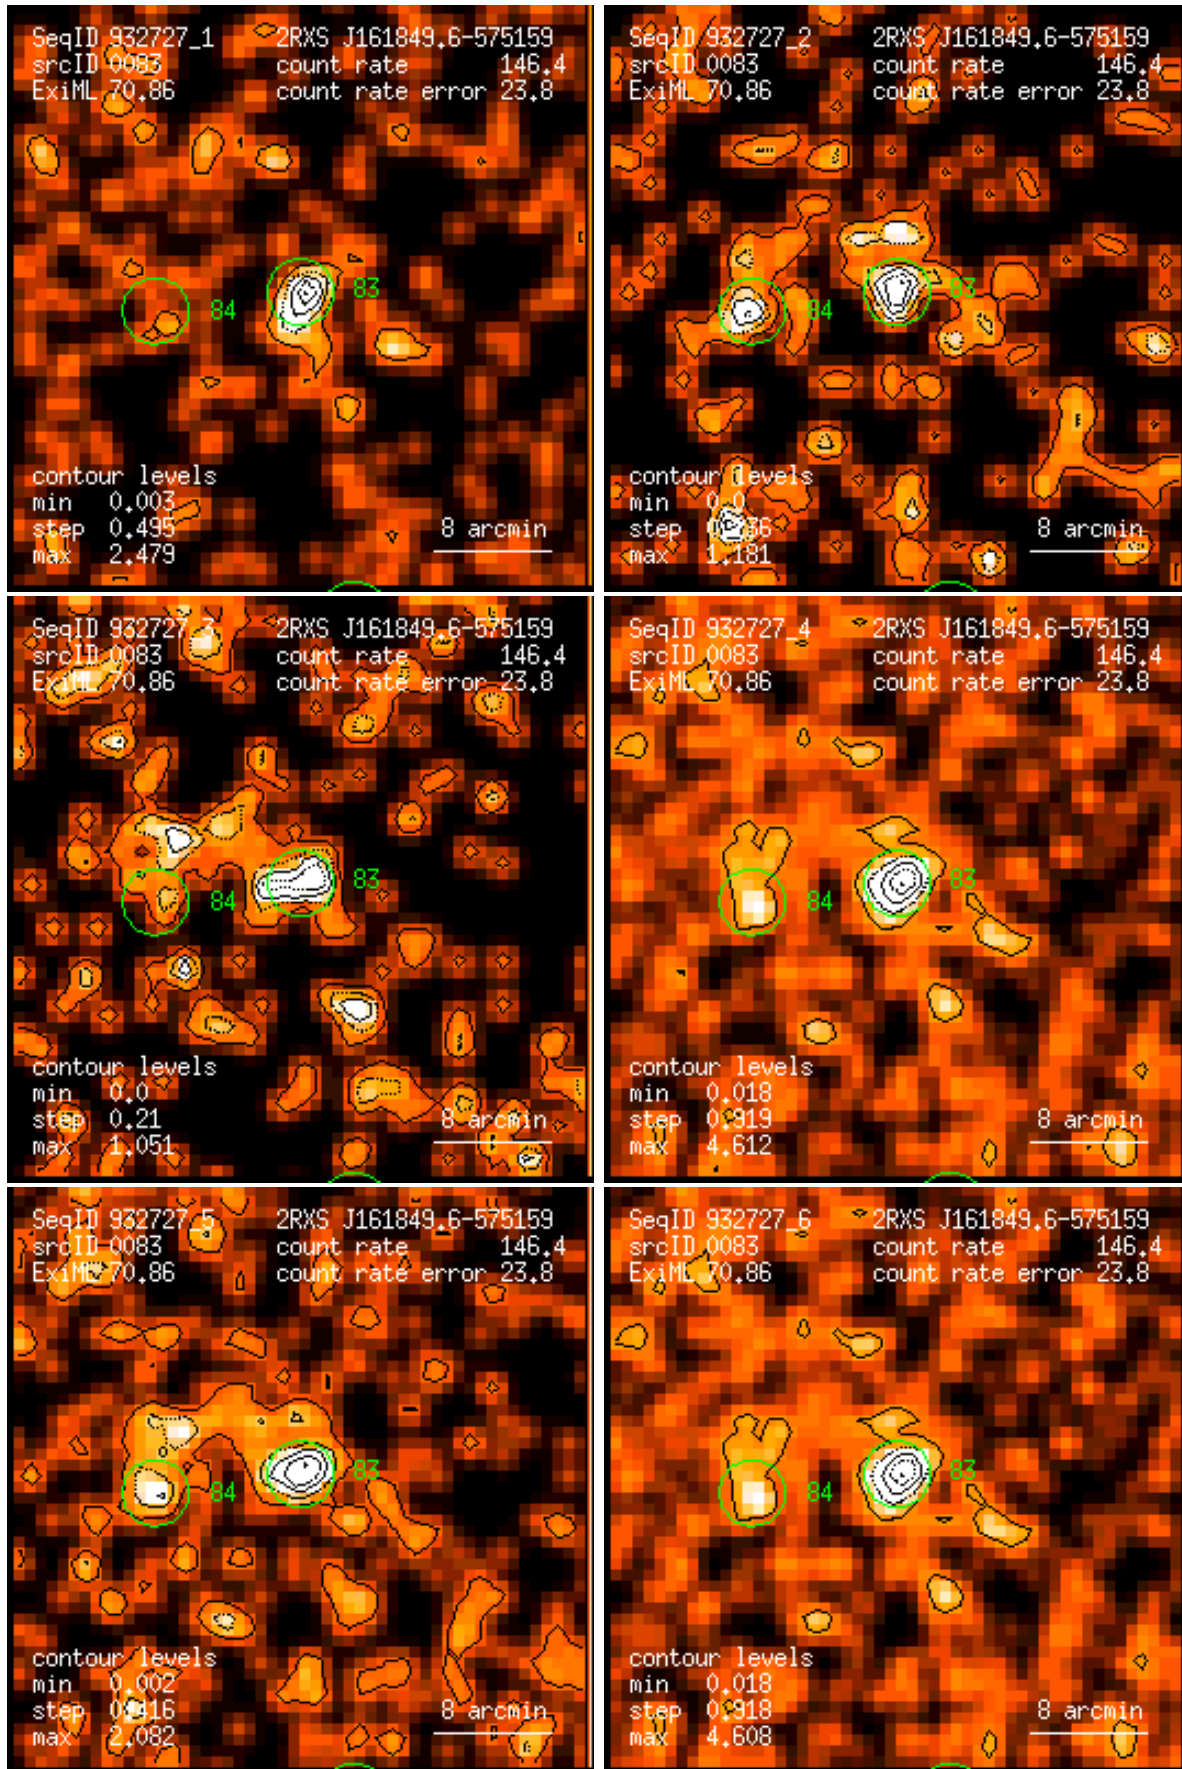 SeqID 932727_1 2RXS J161849.6-575159
srcID 0083 count rate 146.4
ExiML 70.86 count rate error 23.8
84
83
contour levels
min 0.003
step 0.495
max 2.479
8 arcmin
SeqID 932727_2 2RXS J161849.6-575159
srcID 0083 count rate 146.4
ExiML 70.86 count rate error 23.8
84
83
contour levels
min 0.0
step
max 1.181
8 arcmin
SeqID 932727_3 2RXS J161849.6-575159
srcID 0083 count rate 146.4
ExiML 70.86 count rate error 23.8
84
83
contour levels
min 0.0
step 0.21
max 1.051
8 arcmin
SeqID 932727_4 2RXS J161849.6-575159
srcID 0083 count rate 146.4
ExiML 70.86 count rate error 23.8
84
83
contour levels
min 0.018
step 0.919
max 4.612
8 arcmin
SeqID 932727_5 2RXS J161849.6-575159
srcID 0083 count rate 146.4
ExiML 70.86 count rate error 23.8
84
83
contour levels
min 0.002
step 0.416
max 2.082
8 arcmin
SeqID 932727_6 2RXS J161849.6-575159
srcID 0083 count rate 146.4
ExiML 70.86 count rate error 23.8
84
83
contour levels
min 0.018
step 0.918
max 4.608
8 arcmin